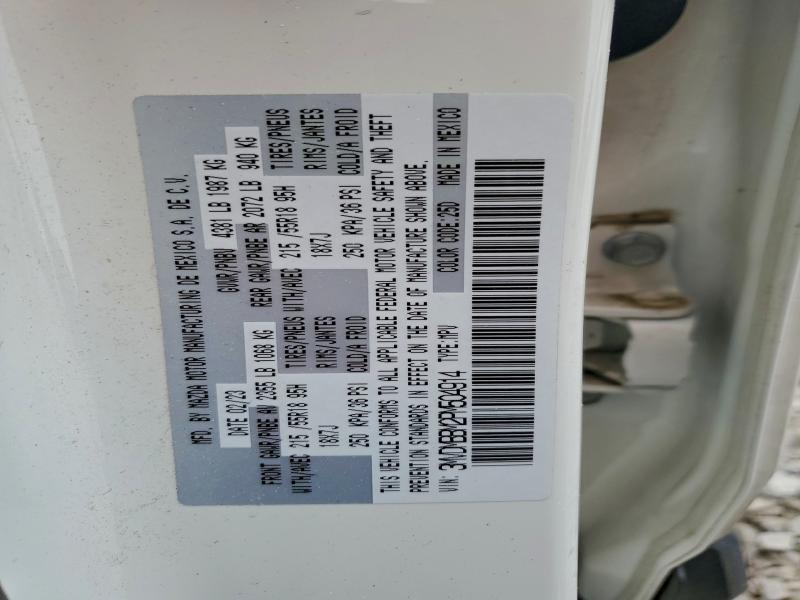 MFD. BY MAZDA MOTOR MANUFACTURING DE MEXICO S.A. DE C.V.
DATE 02/23 GVWR/PNBV 4381 LB 1987 KG
FRONT GAWR/PNBE AV 2355 LB 1068 KG REAR GAWR/PNBE AR 2072 LB 940 KG
WITH/AVEC 215 /55R18 95H TIRES/PNEUS WITH/AVEC 215 /55R18 95H TIRES/PNEUS
18X7J RIMS/JANTES 18X7J RIMS/JANTES
250 KPA/36 PSI COLD/A FROID 250 KPA/36 PSI COLD/A FROID
THIS VEHICLE CONFORMS TO ALL APPLICABLE FEDERAL MOTOR VEHICLE SAFETY AND THEFT
PREVENTION STANDARDS IN EFFECT ON THE DATE OF MANUFACTURE SHOWN ABOVE.
VIN: TYPE:MPV COLOR CODE:25D MADE IN MEXICO